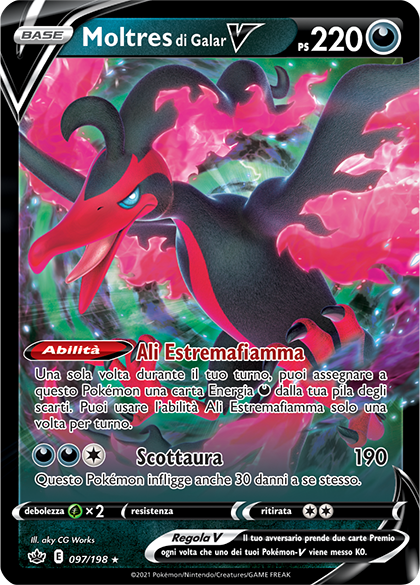 BASE Moltres di Galar V PS 220
Abilità Ali Estremafiamma
Una sola volta durante il tuo turno, puoi assegnare a
questo Pokémon una carta Energia dalla tua pila degli
scarti. Puoi usare l'abilità Ali Estremafiamma solo una
volta per turno.
Scottaura 190
Questo Pokémon infligge anche 30 danni a se stesso.
debolezza ×2 resistenza ritirata
Ill. aky CG Works
Regola V Il tuo avversario prende due carte Premio
ogni volta che uno dei tuoi Pokémon-V viene messo KO.
E 097/198 ★
©2021 Pokémon/Nintendo/Creatures/GAME FREAK